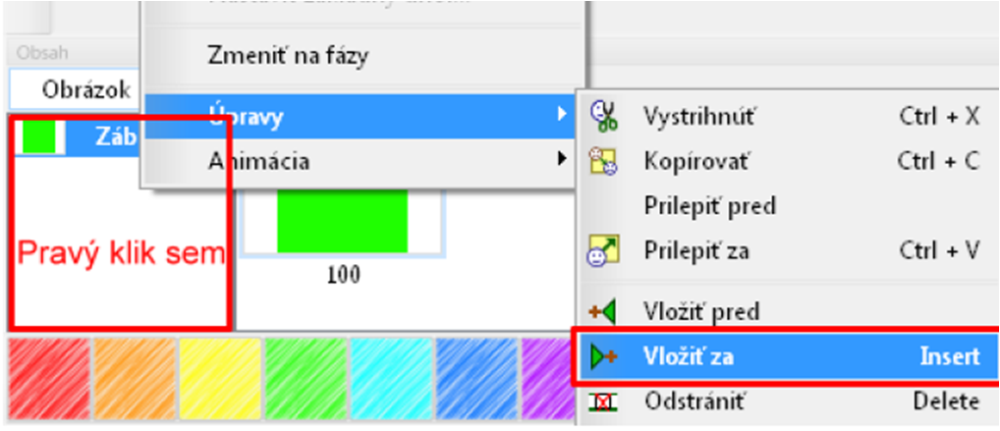 Obsah
Zmeniť na fázy
Obrázok
Úpravy
Záb
Animácia
Pravý klik sem
100
Vystrihnúť Ctrl + X
Kopírovať Ctrl + C
Prilepiť pred
Prilepiť za Ctrl + V
Vložiť pred
Vložiť za Insert
Odstrániť Delete